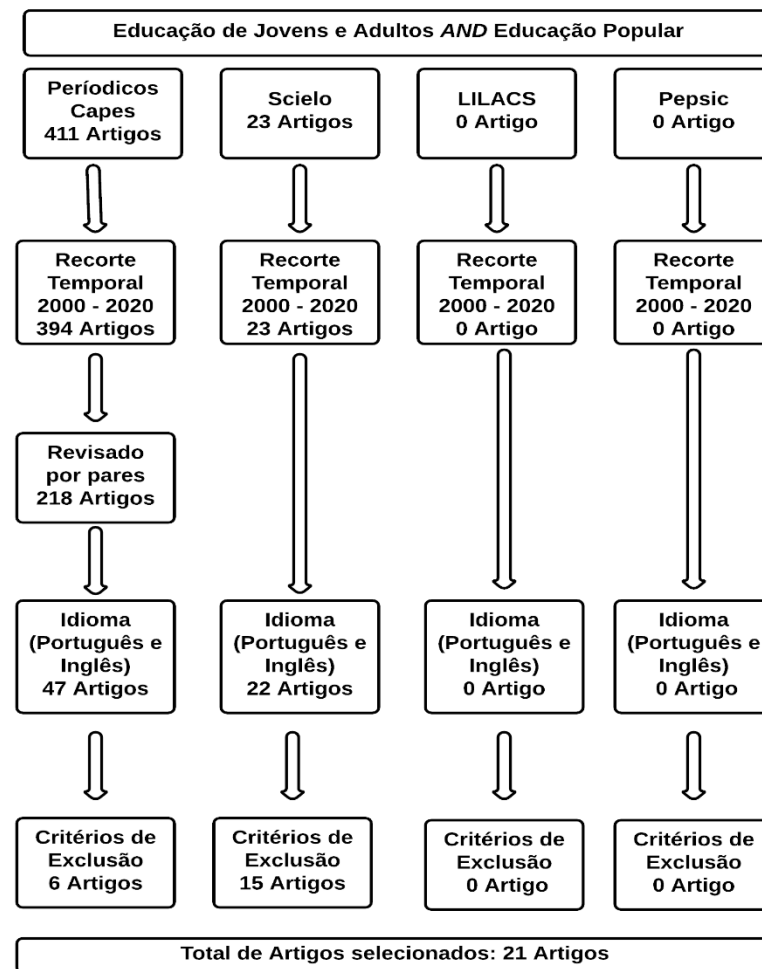 Educação de Jovens e Adultos AND Educação Popular
Períodicos
Capes
411 Artigos
Scielo
23 Artigos
LILACS
0 Artigo
Pepsic
0 Artigo
Recorte
Temporal
2000 - 2020
394 Artigos
Recorte
Temporal
2000 - 2020
23 Artigos
Recorte
Temporal
2000 - 2020
0 Artigo
Recorte
Temporal
2000 - 2020
0 Artigo
Revisado
por pares
218 Artigos
Idioma
(Português e
Inglês)
47 Artigos
Idioma
(Português e
Inglês)
22 Artigos
Idioma
(Português e
Inglês)
0 Artigo
Idioma
(Português e
Inglês)
0 Artigo
Critérios de
Exclusão
6 Artigos
Critérios de
Exclusão
15 Artigos
Critérios de
Exclusão
0 Artigo
Critérios de
Exclusão
0 Artigo
Total de Artigos selecionados: 21 Artigos